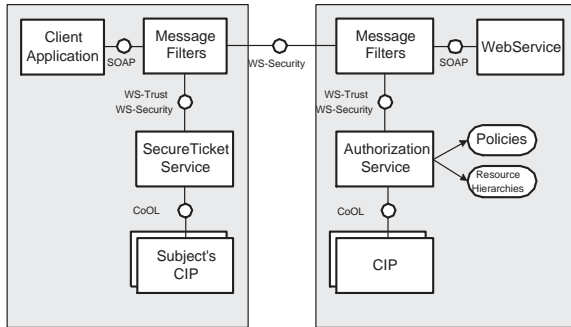 Client
Application
SOAP
Message
Filters
WS-Security
Message
Filters
SOAP
WebService
WS-Trust
WS-Security
WS-Trust
WS-Security
SecureTicket
Service
Authorization
Service
Policies
Resource
Hierarchies
CoOL
CoOL
Subject's
CIP
CIP